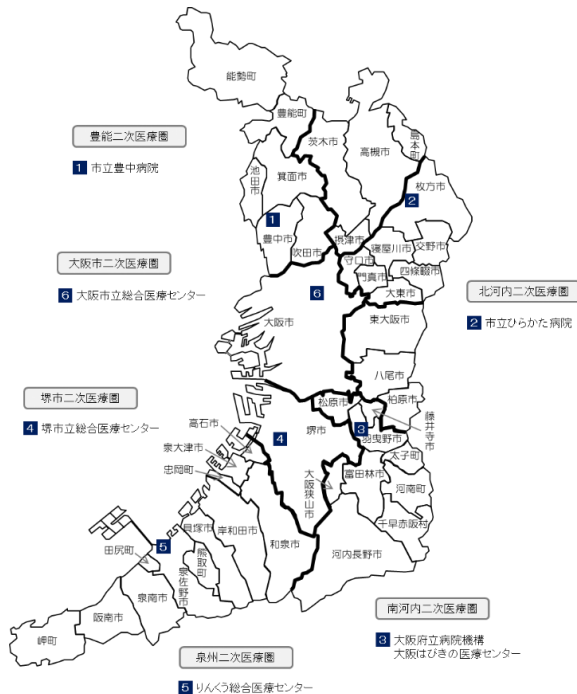 能勢町
豊能町
茨木市
高槻市
島本町
豊能二次医療圏
1 市立豊中病院
池田市
箕面市
枚方市
2
1
豊中市
吹田市
摂津市
寝屋川市
交野市
守口市
門真市
四條畷市
大東市
大阪市二次医療圏
6 大阪市立総合医療センター
6
大阪市
東大阪市
北河内二次医療圏
2 市立ひらかた病院
八尾市
柏原市
松原市
藤井寺市
堺市二次医療圏
4 堺市立総合医療センター
高石市
4
堺市
3
羽曳野市
泉大津市
忠岡町
太子町
大阪狭山市
富田林市
河南町
千早赤阪村
貝塚市
岸和田市
和泉市
河内長野市
5
田尻町
熊取町
泉佐野市
泉南市
阪南市
岬町
南河内二次医療圏
3 大阪府立病院機構
大阪はびきの医療センター
泉州二次医療圏
5 りんくう総合医療センター